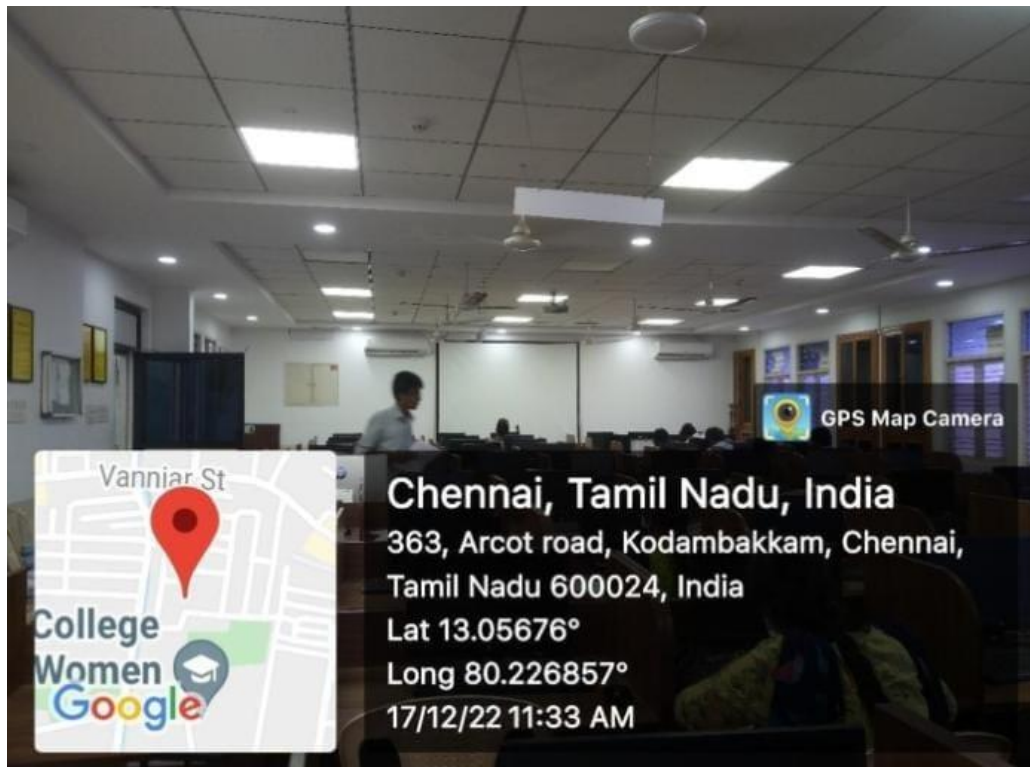 GPS Map Camera
Vanniar St
College
Women
Google
Chennai, Tamil Nadu, India
363, Arcot road, Kodambakkam, Chennai,
Tamil Nadu 600024, India
Lat 13.05676°
Long 80.226857°
17/12/22 11:33 AM